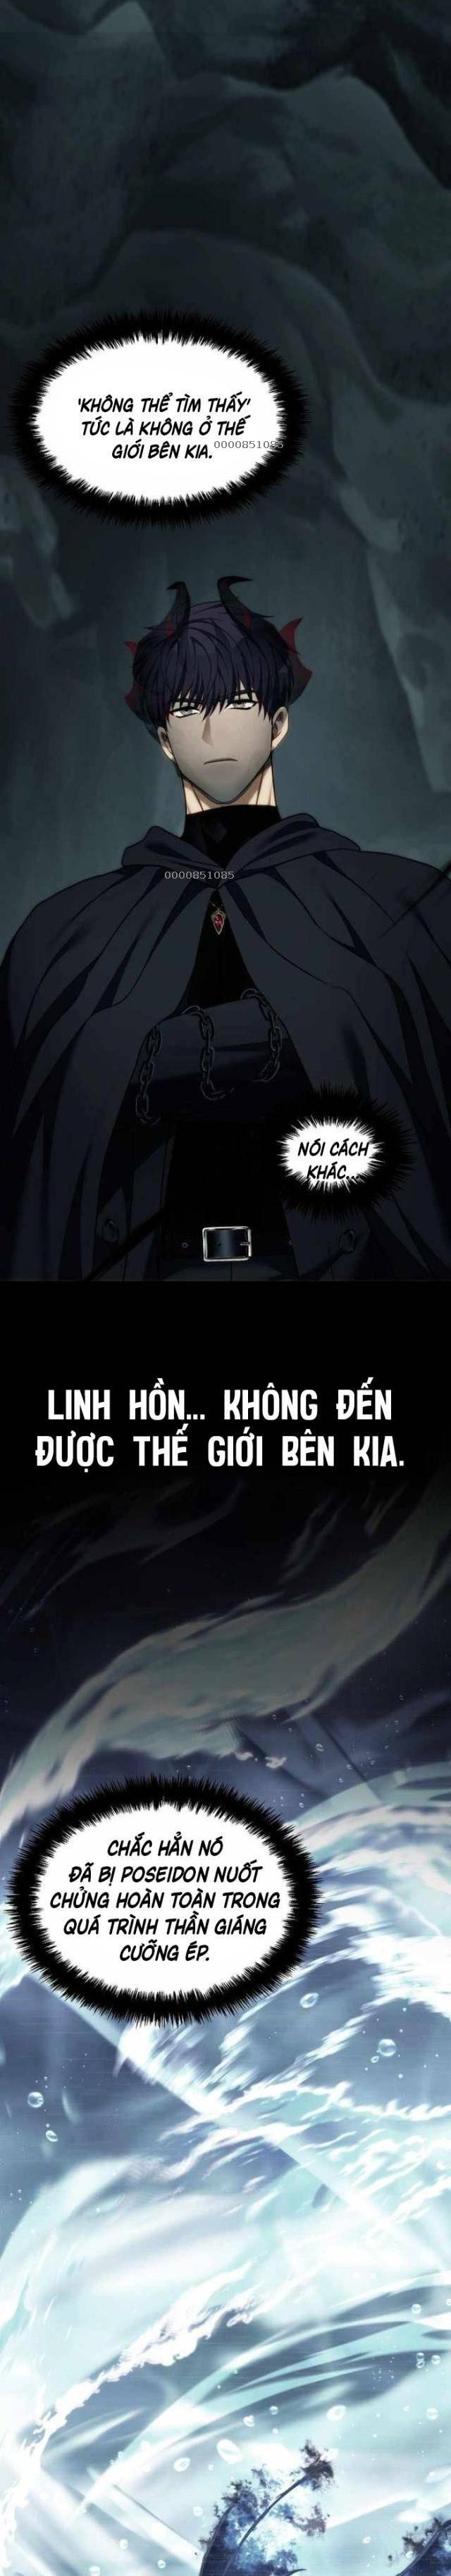 'KHÔNG THỂ TÌM THẤY'
TỨC LÀ KHÔNG Ở THẾ
GIỚI BÊN KIA.
0000851085
0000851085
NÓI CÁCH
KHÁC...
LINH HỒN... KHÔNG ĐẾN
ĐƯỢC THẾ GIỚI BÊN KIA.
CHẮC HẲN NÓ
ĐÃ BỊ POSEIDON NUỐT
CHỬNG HOÀN TOÀN TRONG
QUÁ TRÌNH THẦN GIÁNG
CƯỠNG ÉP.